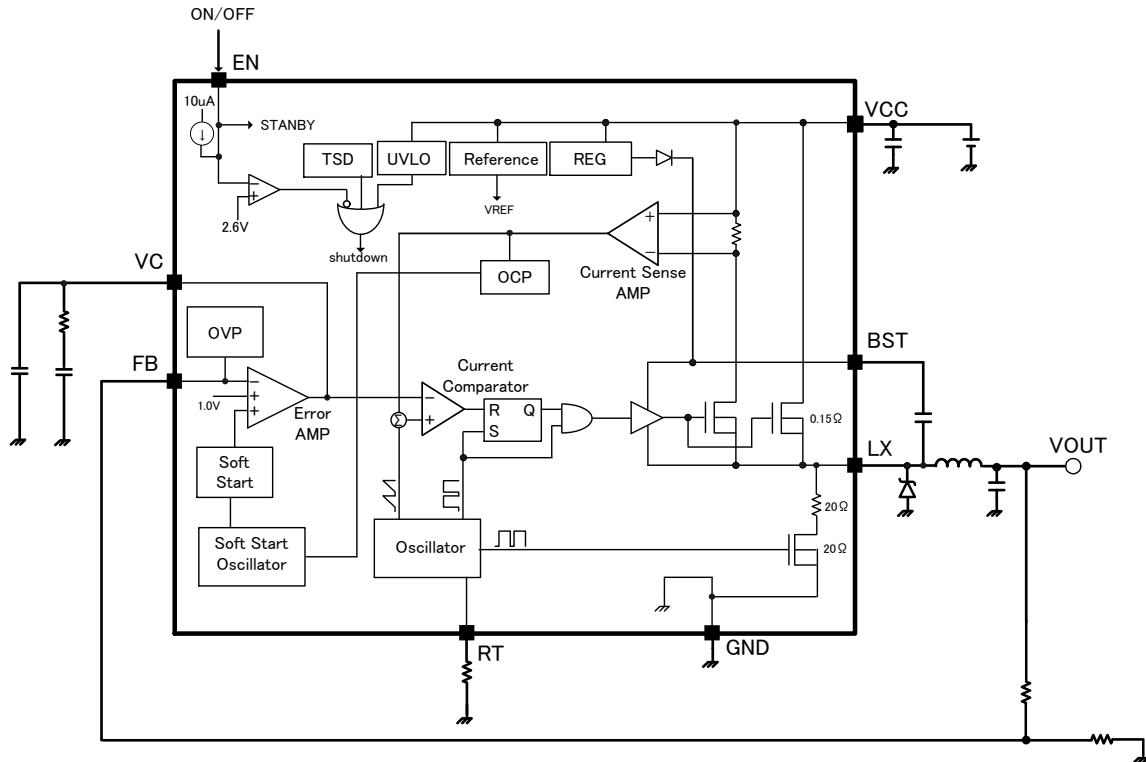 ON/OFF
EN
10uA
STANBY
VCC
TSD
UVLO
Reference
REG
2.6V
VREF
shutdown
+
−
Current Sense
AMP
OCP
VC
OVP
FB
BST
−
+
+
1.0V
Error
AMP
Current
Comparator
−
+
Σ
R
Q
S
0.15Ω
LX
VOUT
Soft
Start
20Ω
Soft Start
Oscillator
Oscillator
20Ω
RT
GND
−
+